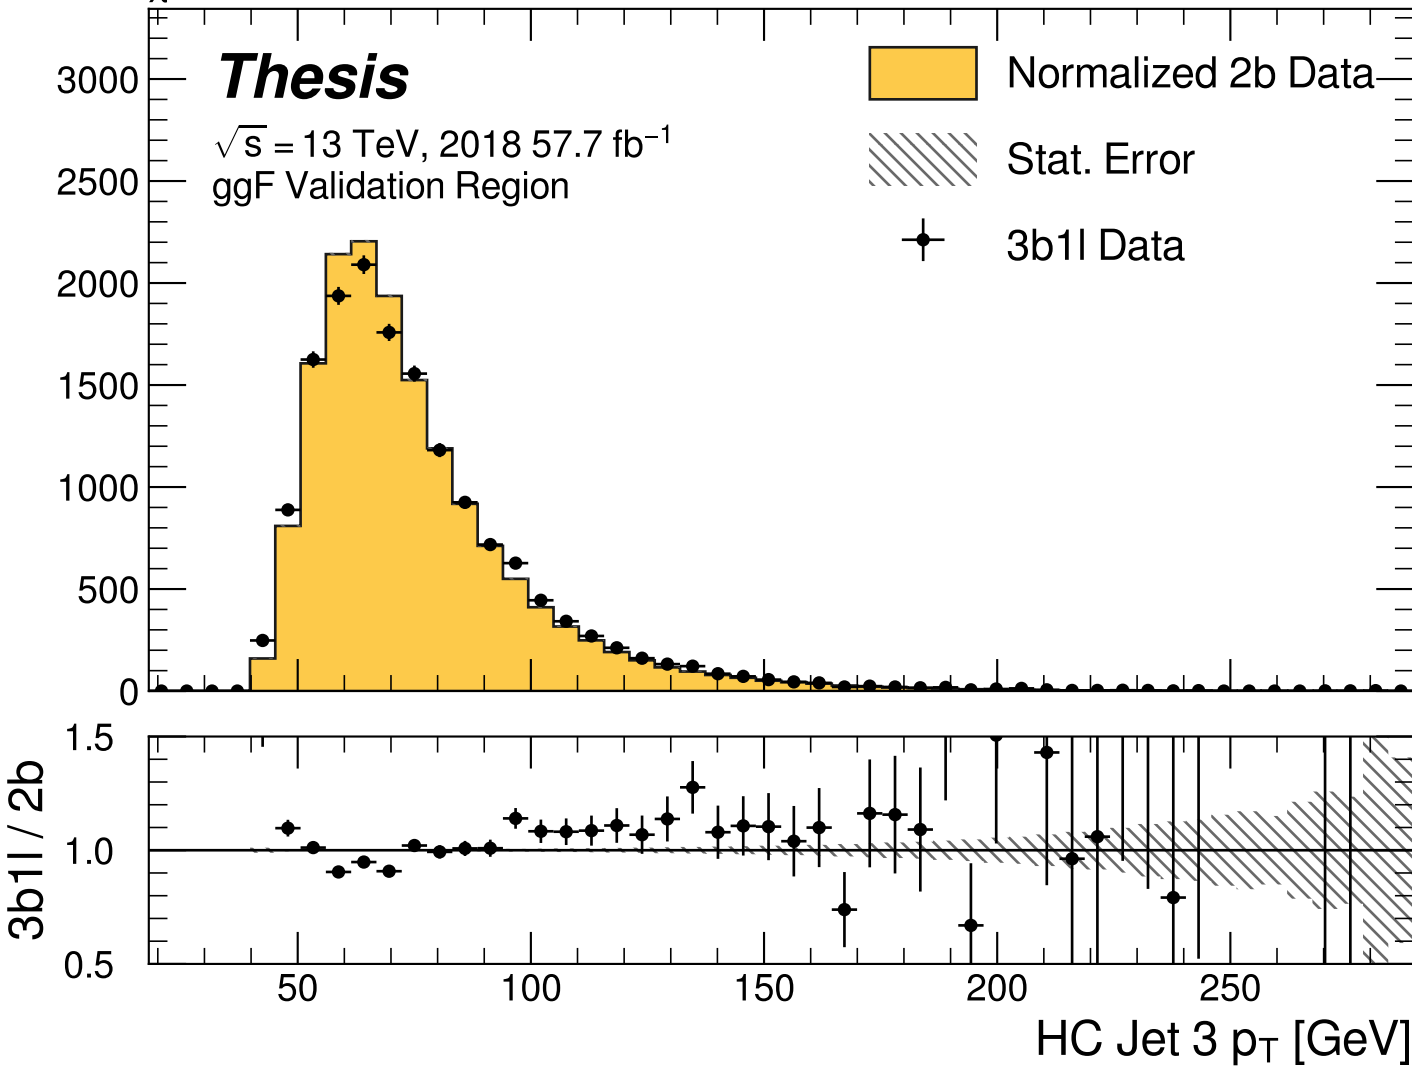 Thesis
√s = 13 TeV, 2018 57.7 fb⁻¹
ggF Validation Region
Normalized 2b Data
Stat. Error
3b1l Data
3000
2500
2000
1500
1000
500
0
3b1l / 2b
1.5
1.0
0.5
50 100 150 200 250
HC Jet 3 p_T [GeV]